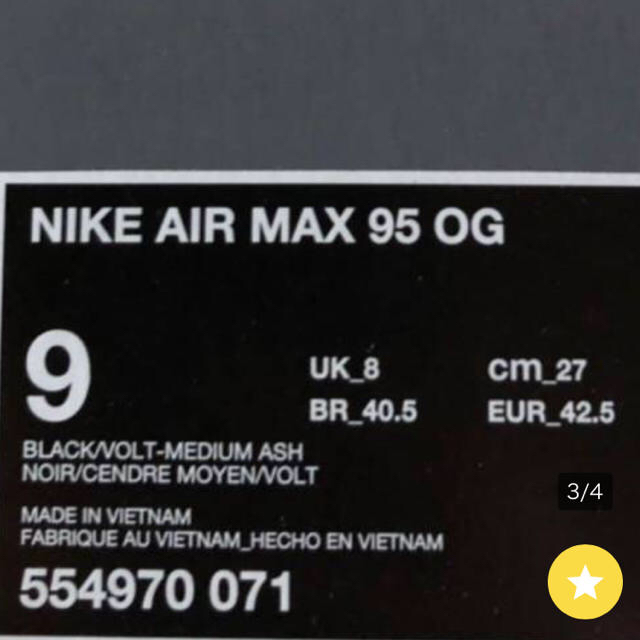 NIKE AIR MAX 95 OG
9
UK_8 cm_27
BR_40.5 EUR_42.5
BLACK/VOLT-MEDIUM ASH
NOIR/CENDRE MOYEN/VOLT
3/4
MADE IN VIETNAM
FABRIQUE AU VIETNAM_HECHO EN VIETNAM
554970 071